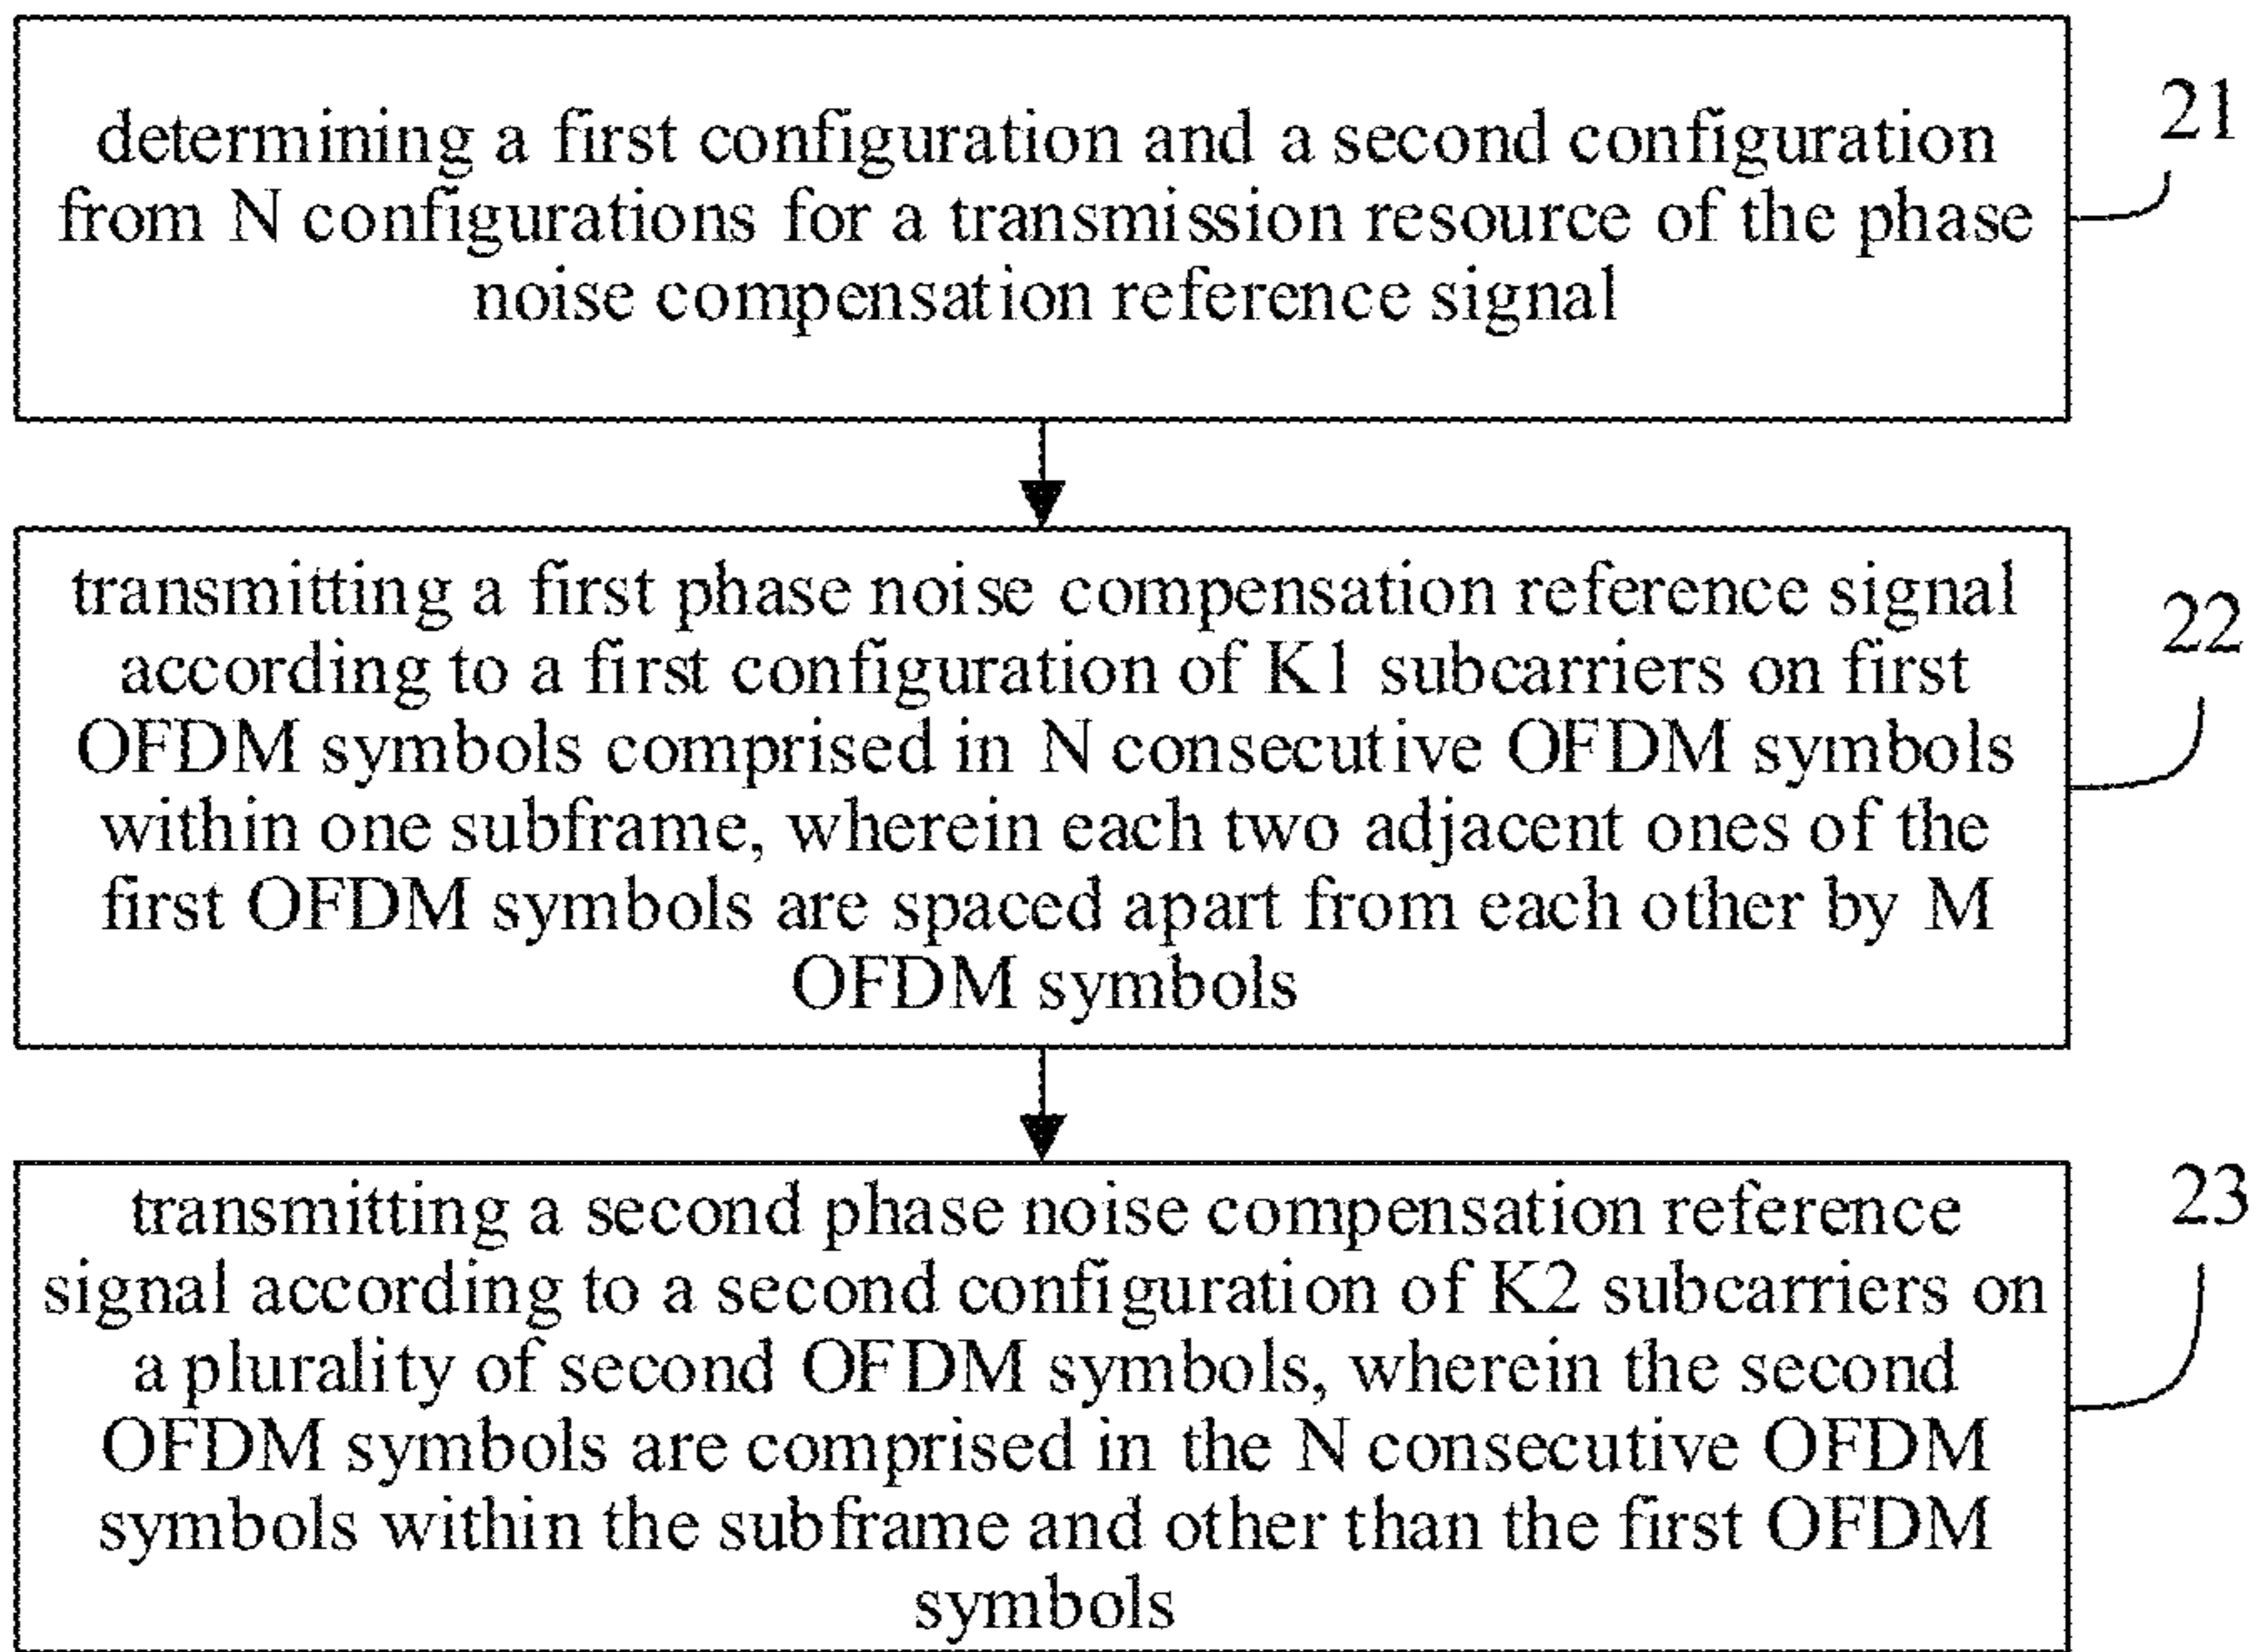 determining a first configuration and a second configuration
from N configurations for a transmission resource of the phase
noise compensation reference signal
21
transmitting a first phase noise compensation reference signal
according to a first configuration of K1 subcarriers on first
OFDM symbols comprised in N consecutive OFDM symbols
within one subframe, wherein each two adjacent ones of the
first OFDM symbols are spaced apart from each other by M
OFDM symbols
22
transmitting a second phase noise compensation reference
signal according to a second configuration of K2 subcarriers on
a plurality of second OFDM symbols, wherein the second
OFDM symbols are comprised in the N consecutive OFDM
symbols within the subframe and other than the first OFDM
symbols
23